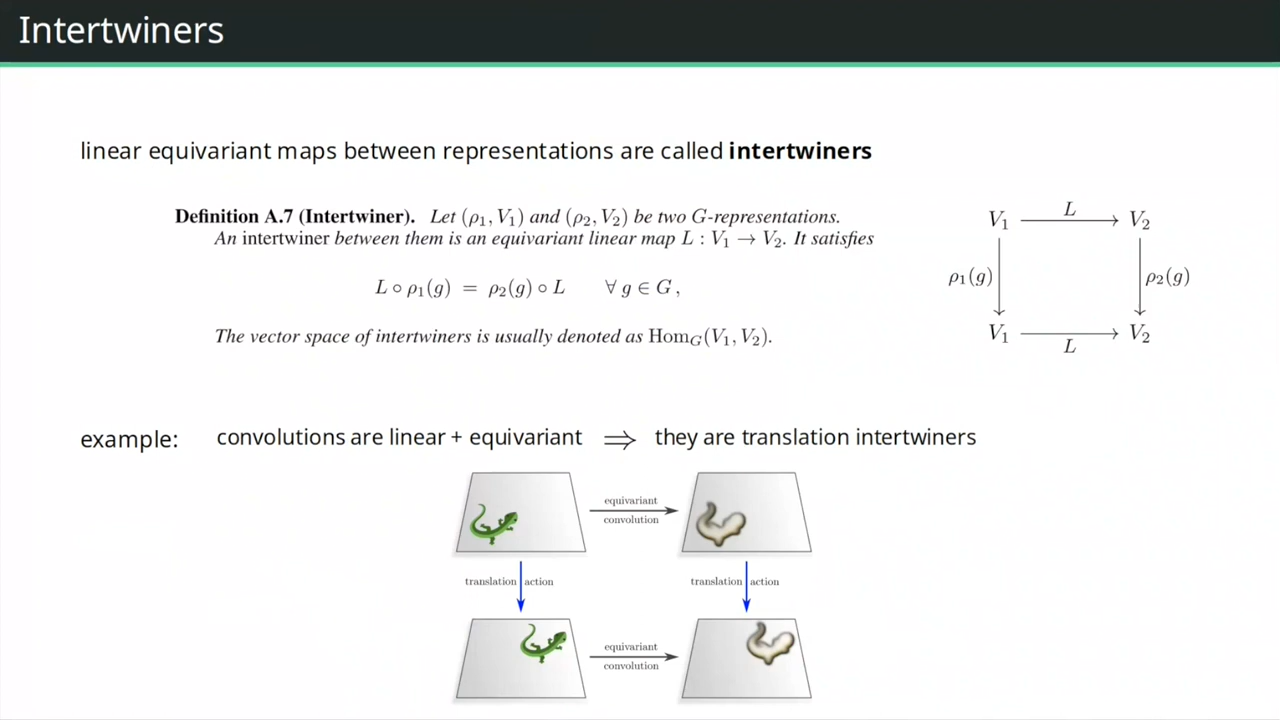 Intertwiners
linear equivariant maps between representations are called intertwiners
Definition A.7 (Intertwiner). Let (ρ₁, V₁) and (ρ₂, V₂) be two G-representations.
An intertwiner between them is an equivariant linear map L : V₁ → V₂. It satisfies
L ∘ ρ₁(g) = ρ₂(g) ∘ L ∀ g ∈ G ,
The vector space of intertwiners is usually denoted as Hom_G(V₁, V₂).
V₁ L V₂
ρ₁(g) ρ₂(g)
V₁ L V₂
example: convolutions are linear + equivariant ⟹ they are translation intertwiners
equivariant
convolution
translation action
translation action
equivariant
convolution